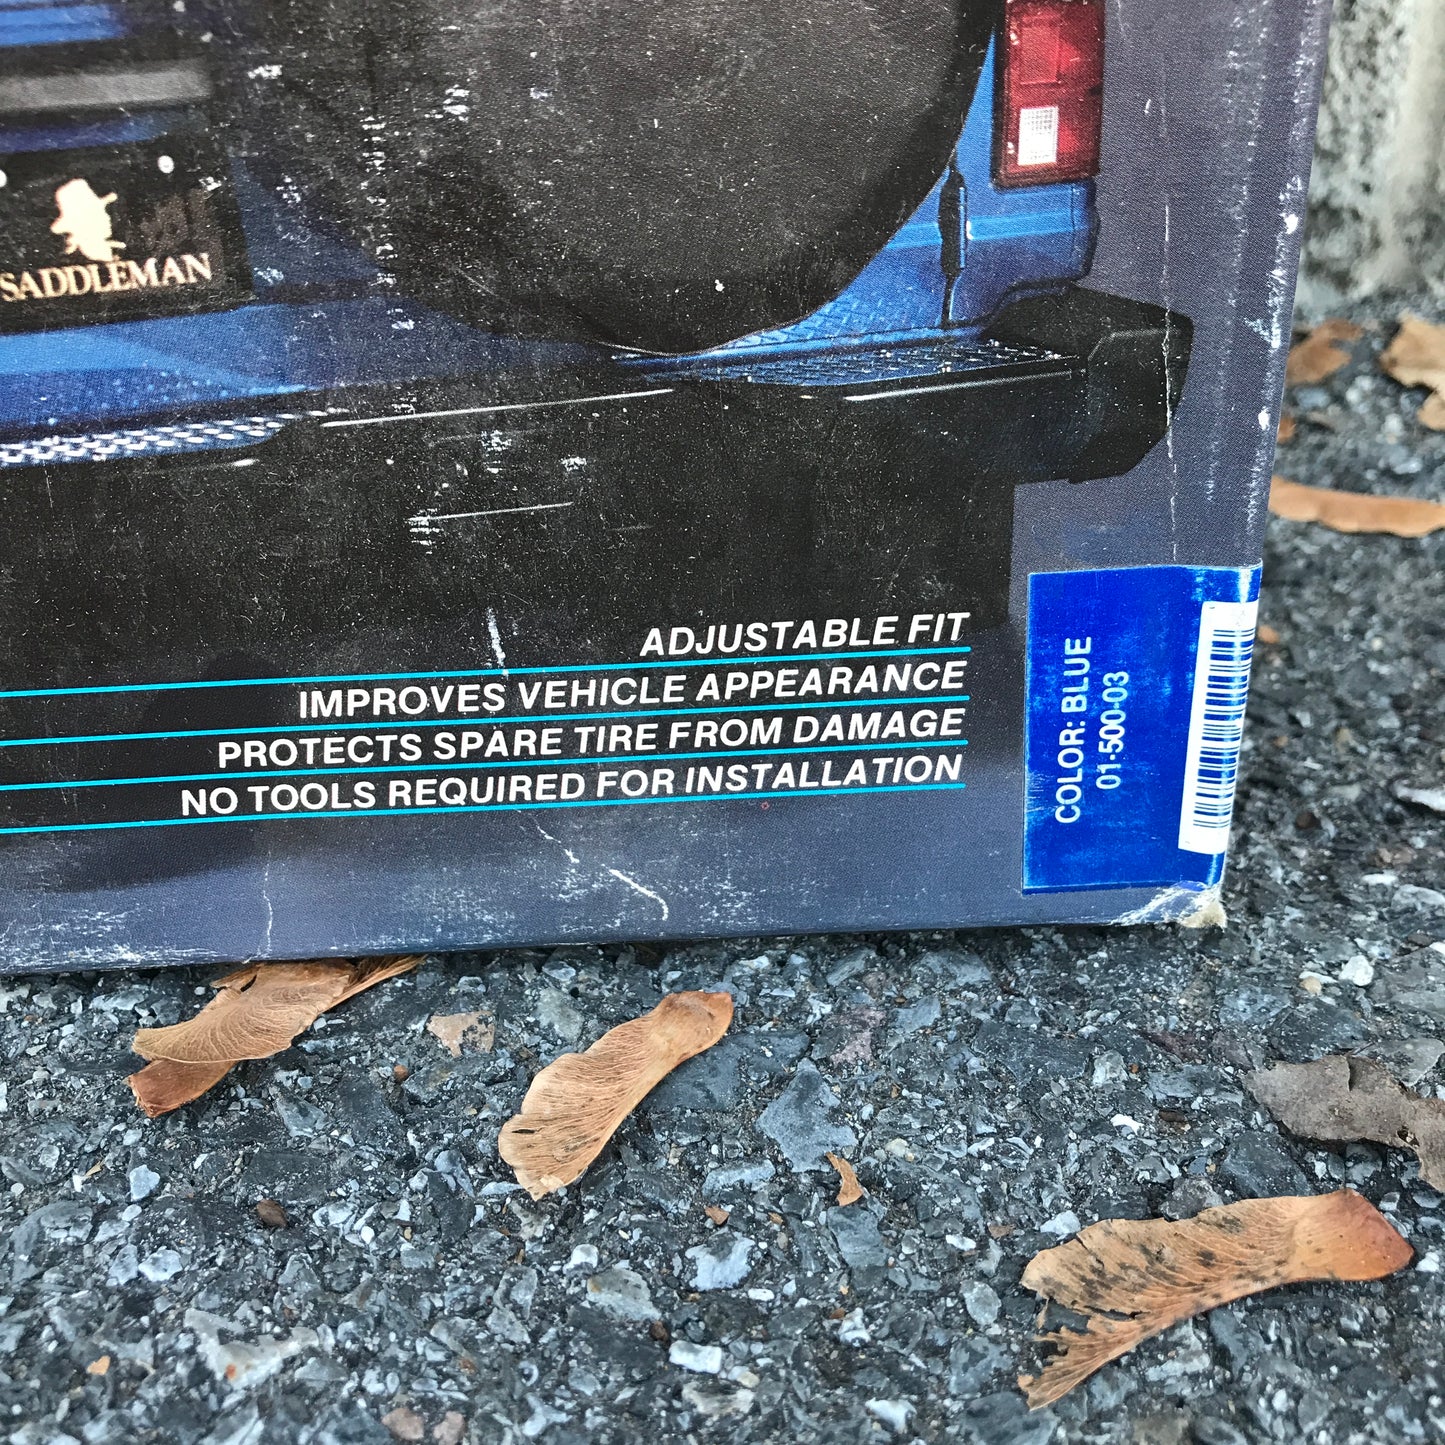 SADDLEMAN
ADJUSTABLE FIT
IMPROVES VEHICLE APPEARANCE
PROTECTS SPARE TIRE FROM DAMAGE
NO TOOLS REQUIRED FOR INSTALLATION
COLOR: BLUE
01-500-03